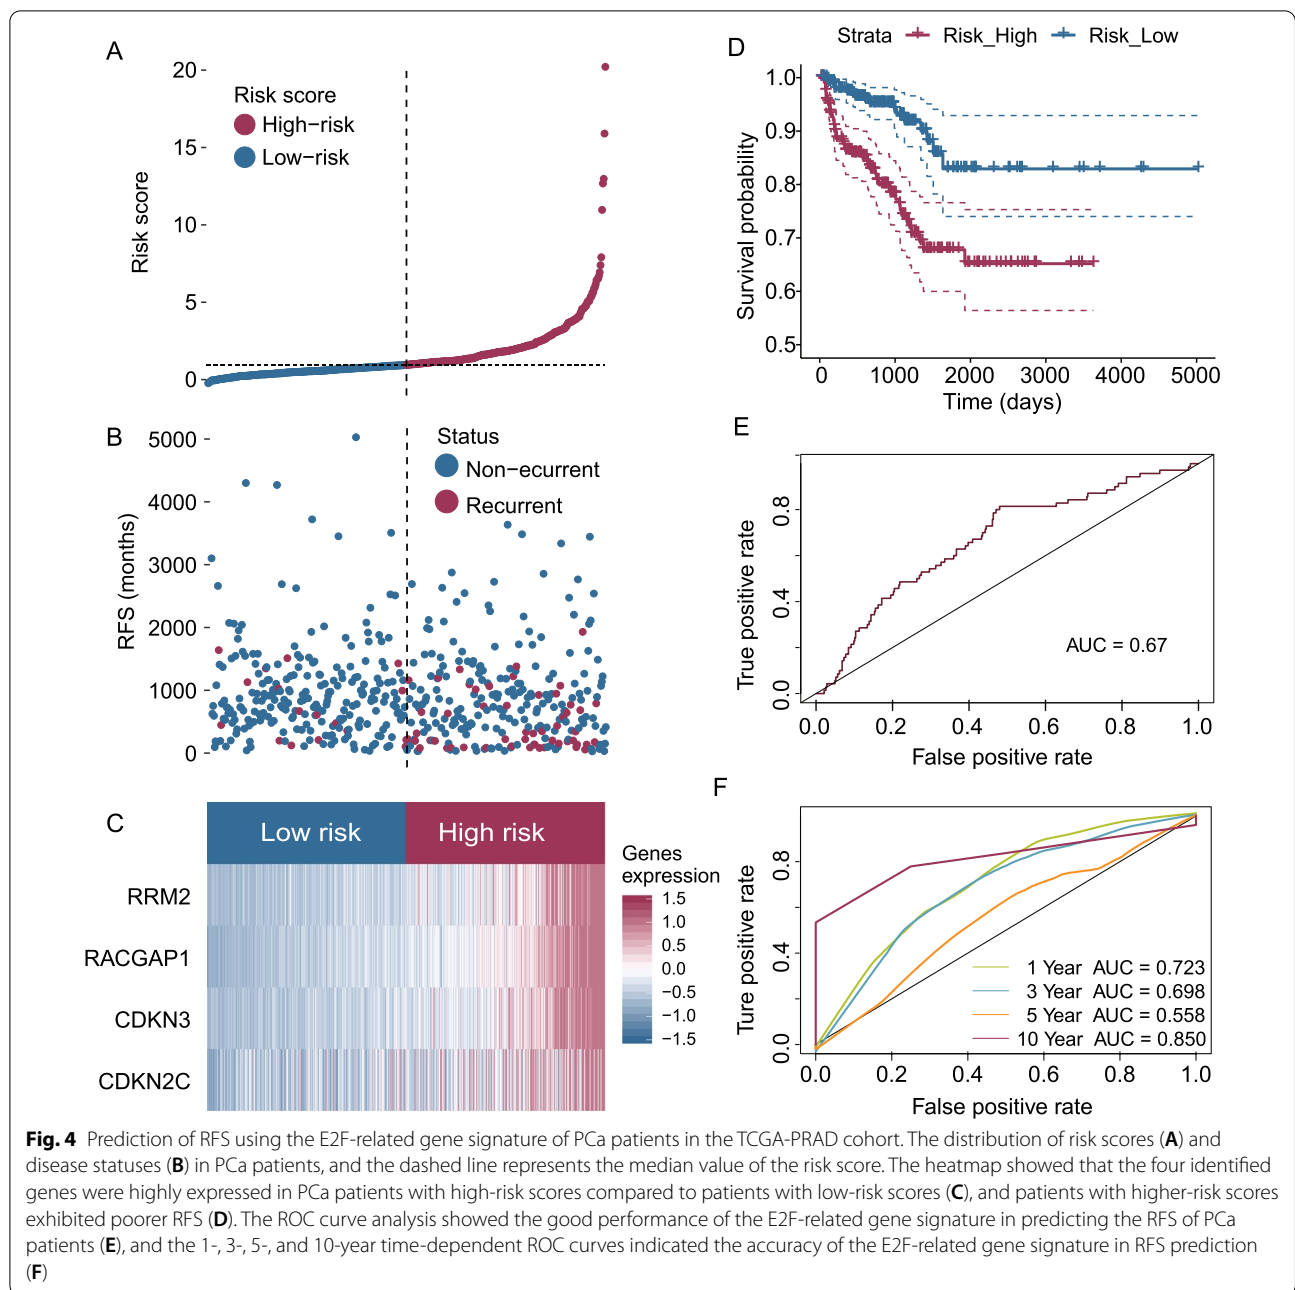 A
20
15
10
5
0
Risk score
Risk score
High−risk
Low−risk
B
5000
4000
3000
2000
1000
0
RFS (months)
Status
Non−ecurrent
Recurrent
C
Low risk
High risk
RRM2
RACGAP1
CDKN3
CDKN2C
Genes
expression
1.5
1.0
0.5
0.0
−0.5
−1.0
−1.5
D
Strata Risk_High Risk_Low
1.0
0.9
0.8
0.7
0.6
0.5
Survival probability
0 1000 2000 3000 4000 5000
Time (days)
E
0.8
0.4
0.0
True positive rate
AUC = 0.67
0.0 0.2 0.4 0.6 0.8 1.0
False positive rate
F
0.8
0.4
0.0
Ture positive rate
1 Year AUC = 0.723
3 Year AUC = 0.698
5 Year AUC = 0.558
10 Year AUC = 0.850
0.0 0.2 0.4 0.6 0.8 1.0
False positive rate
Fig. 4 Prediction of RFS using the E2F-related gene signature of PCa patients in the TCGA-PRAD cohort. The distribution of risk scores (A) and
disease statuses (B) in PCa patients, and the dashed line represents the median value of the risk score. The heatmap showed that the four identified
genes were highly expressed in PCa patients with high-risk scores compared to patients with low-risk scores (C), and patients with higher-risk scores
exhibited poorer RFS (D). The ROC curve analysis showed the good performance of the E2F-related gene signature in predicting the RFS of PCa
patients (E), and the 1-, 3-, 5-, and 10-year time-dependent ROC curves indicated the accuracy of the E2F-related gene signature in RFS prediction
(F)